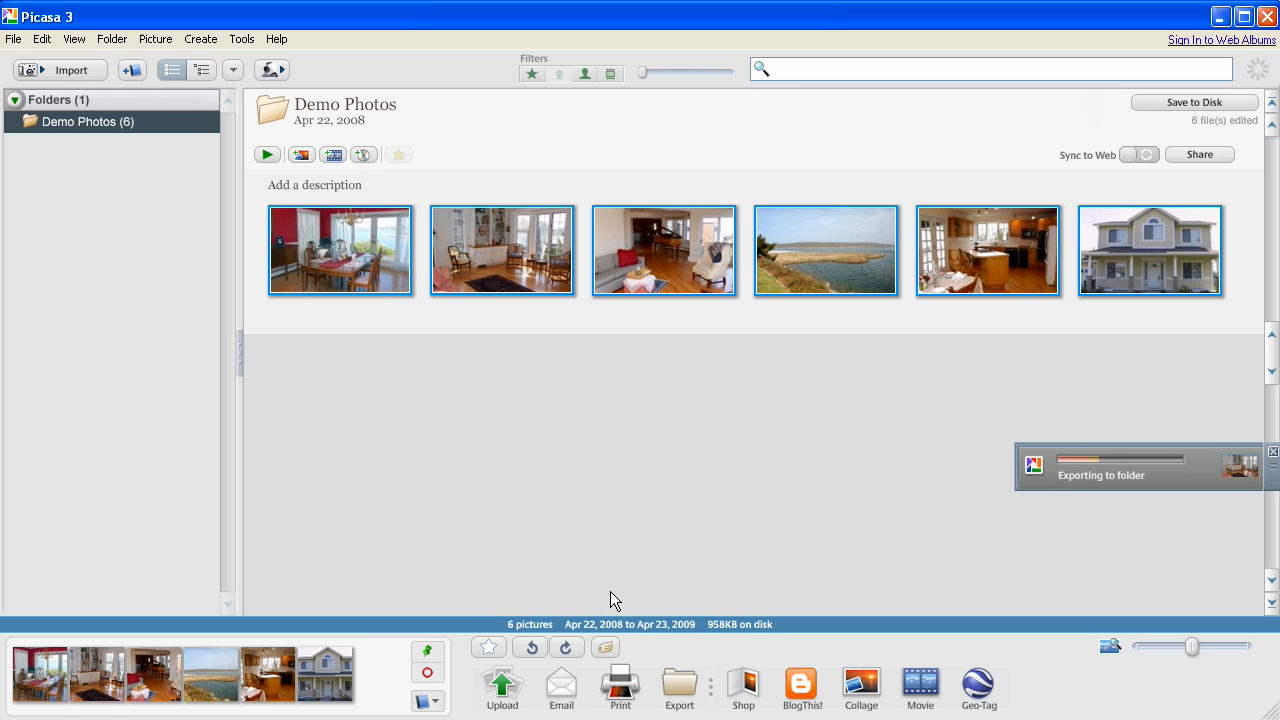 Picasa 3
File Edit View Folder Picture Create Tools Help
Sign In to Web Albums
Import
Filters
Folders (1)
Demo Photos (6)
Demo Photos
Apr 22, 2008
Save to Disk
6 file(s) edited
Sync to Web
Share
Add a description
Exporting to folder
6 pictures Apr 22, 2008 to Apr 23, 2009 958KB on disk
Upload Email Print Export Shop BlogThis! Collage Movie Geo-Tag